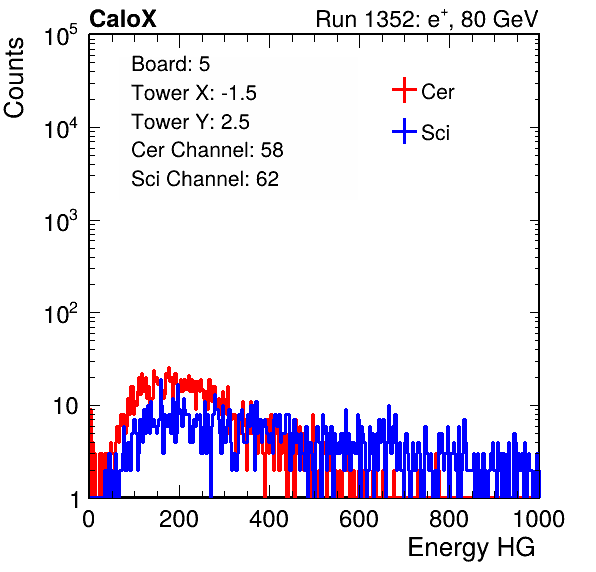 CaloX Run 1352: e⁺, 80 GeV
Counts
10⁵
10⁴
10³
10²
10
1
Board: 5
Tower X: -1.5
Tower Y: 2.5
Cer Channel: 58
Sci Channel: 62
Cer
Sci
0 200 400 600 800 1000
Energy HG